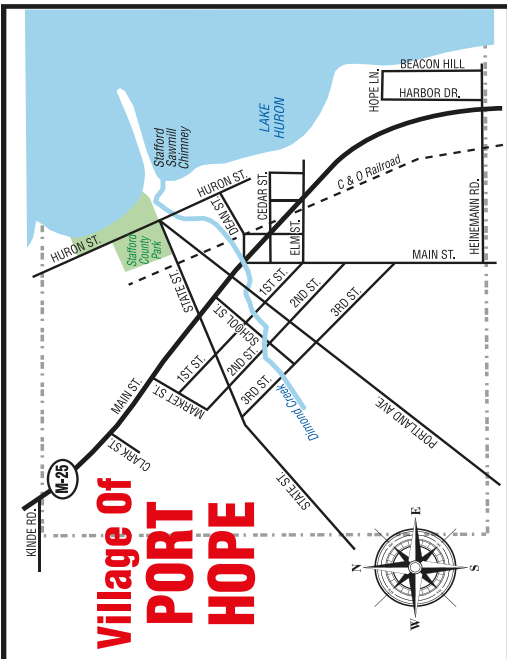 Village Of
PORT
HOPE
BEACON HILL
HARBOR DR.
HOPE LN.
HEINEMANN RD.
LAKE
HURON
Stafford
Sawmill
Chimney
C & O Railroad
HURON ST.
HURON ST.
DEAN ST.
CEDAR ST.
ELM ST.
MAIN ST.
Stafford
County
Park
STATE ST.
1ST ST.
2ND ST.
3RD ST.
SCHOOL ST.
1ST ST.
2ND ST.
3RD ST.
MARKET ST.
MAIN ST.
CLARK ST.
Dimond Creek
PORTLAND AVE.
STATE ST.
M-25
KINDE RD.
N
E
S
W